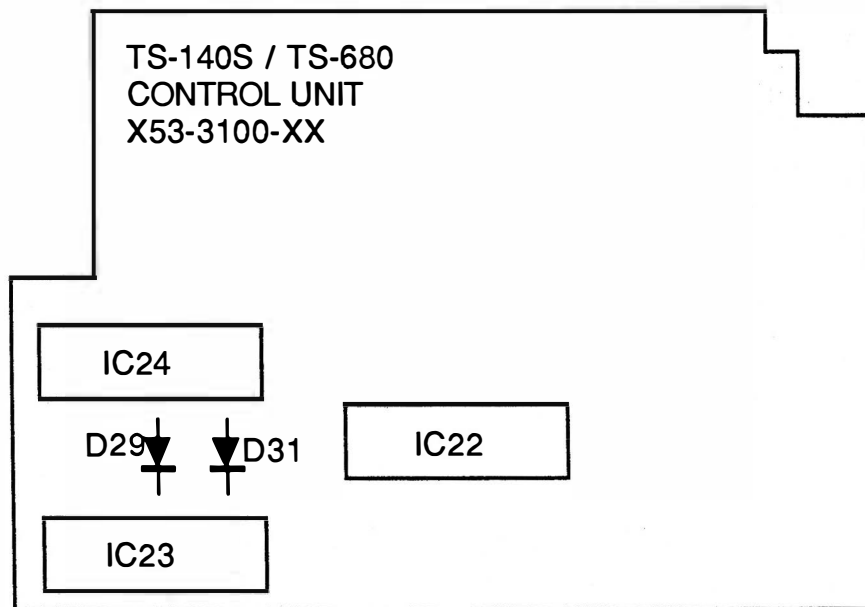 TS-140S / TS-680
CONTROL UNIT
X53-3100-XX
IC24
D29
D31
IC22
IC23